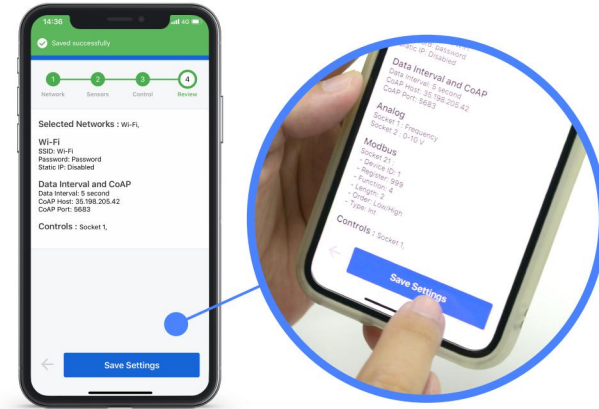 14:36
4G
Saved successfully
1
2
3
4
Network
Sensors
Control
Review
Selected Networks : Wi-Fi,
Wi-Fi
SSID: Wi-Fi
Password: Password
Static IP: Disabled
Data Interval and CoAP
Data Interval: 5 second
CoAP Host: 35.198.205.42
CoAP Port: 5683
Controls : Socket 1,
Save Settings
password
Static IP: Disabled
Data Interval and CoAP
Data Interval: 5 second
CoAP Host: 35.198.205.42
CoAP Port: 5683
Analog
Socket 1 : Frequency
Socket 2 : 0-10 V
Modbus
Socket 21 :
- Device ID: 1
- Register: 999
- Function: 4
- Length: 2
- Order: Low/High
- Type: Int
Controls : Socket 1,
Save Settings